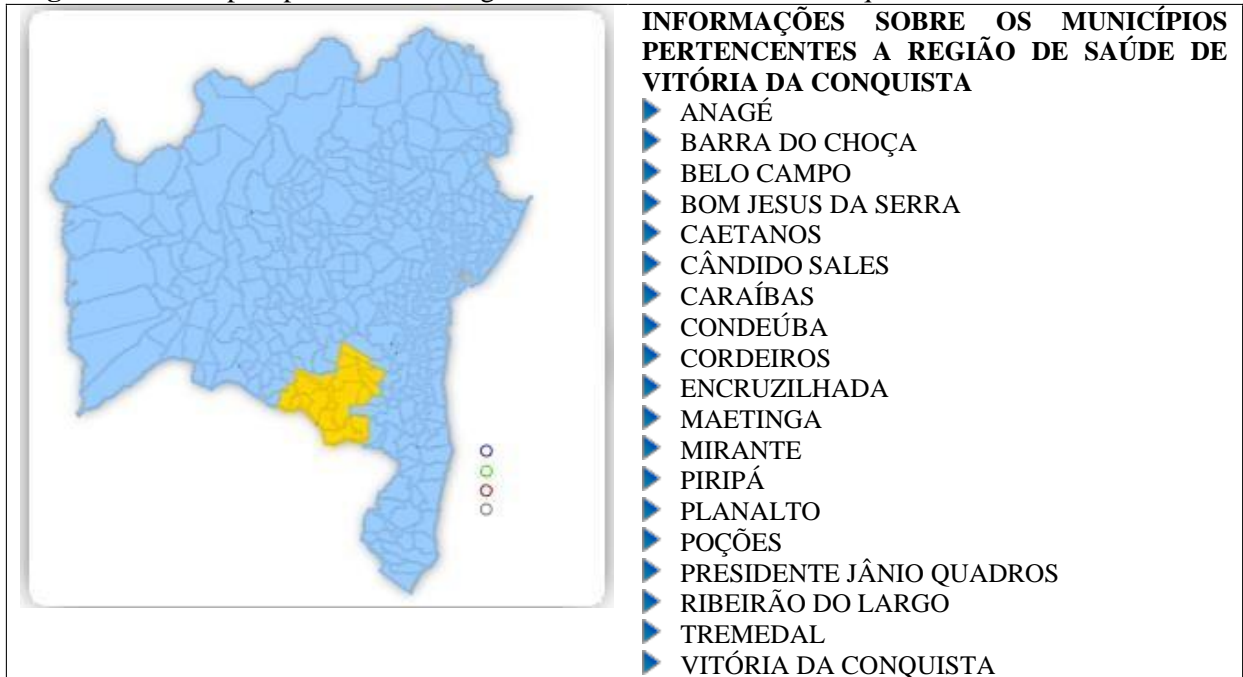 INFORMAÇÕES SOBRE OS MUNICÍPIOS
PERTENCENTES A REGIÃO DE SAÚDE DE
VITÓRIA DA CONQUISTA
ANAGÉ
BARRA DO CHOÇA
BELO CAMPO
BOM JESUS DA SERRA
CAETANOS
CÂNDIDO SALES
CARAÍBAS
CONDEÚBA
CORDEIROS
ENCRUZILHADA
MAETINGA
MIRANTE
PIRIPÁ
PLANALTO
POÇÕES
PRESIDENTE JÂNIO QUADROS
RIBEIRÃO DO LARGO
TREMEDAL
VITÓRIA DA CONQUISTA